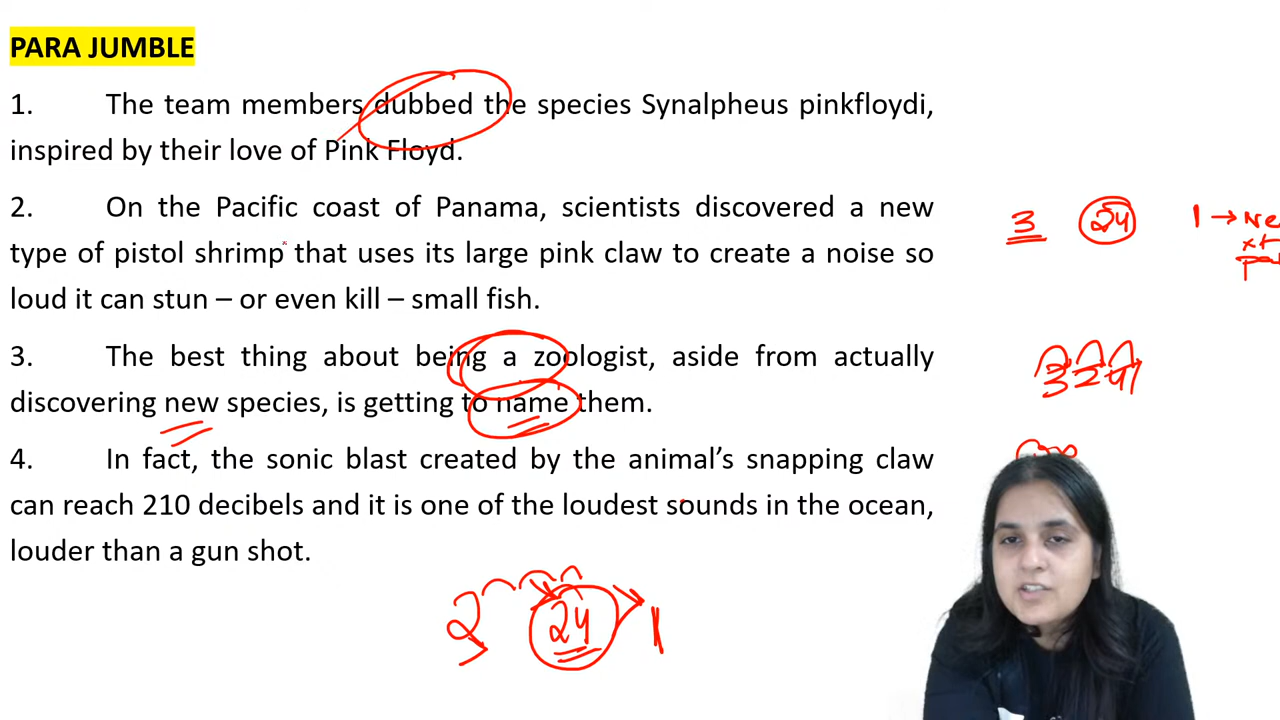 PARA JUMBLE
1. The team members dubbed the species Synalpheus pinkfloydi,
inspired by their love of Pink Floyd.
2. On the Pacific coast of Panama, scientists discovered a new
type of pistol shrimp that uses its large pink claw to create a noise so
loud it can stun – or even kill – small fish.
3 24 1 → Ne
xt
3. The best thing about being a zoologist, aside from actually
discovering new species, is getting to name them.
3241
4. In fact, the sonic blast created by the animal's snapping claw
can reach 210 decibels and it is one of the loudest sounds in the ocean,
louder than a gun shot.
24 1